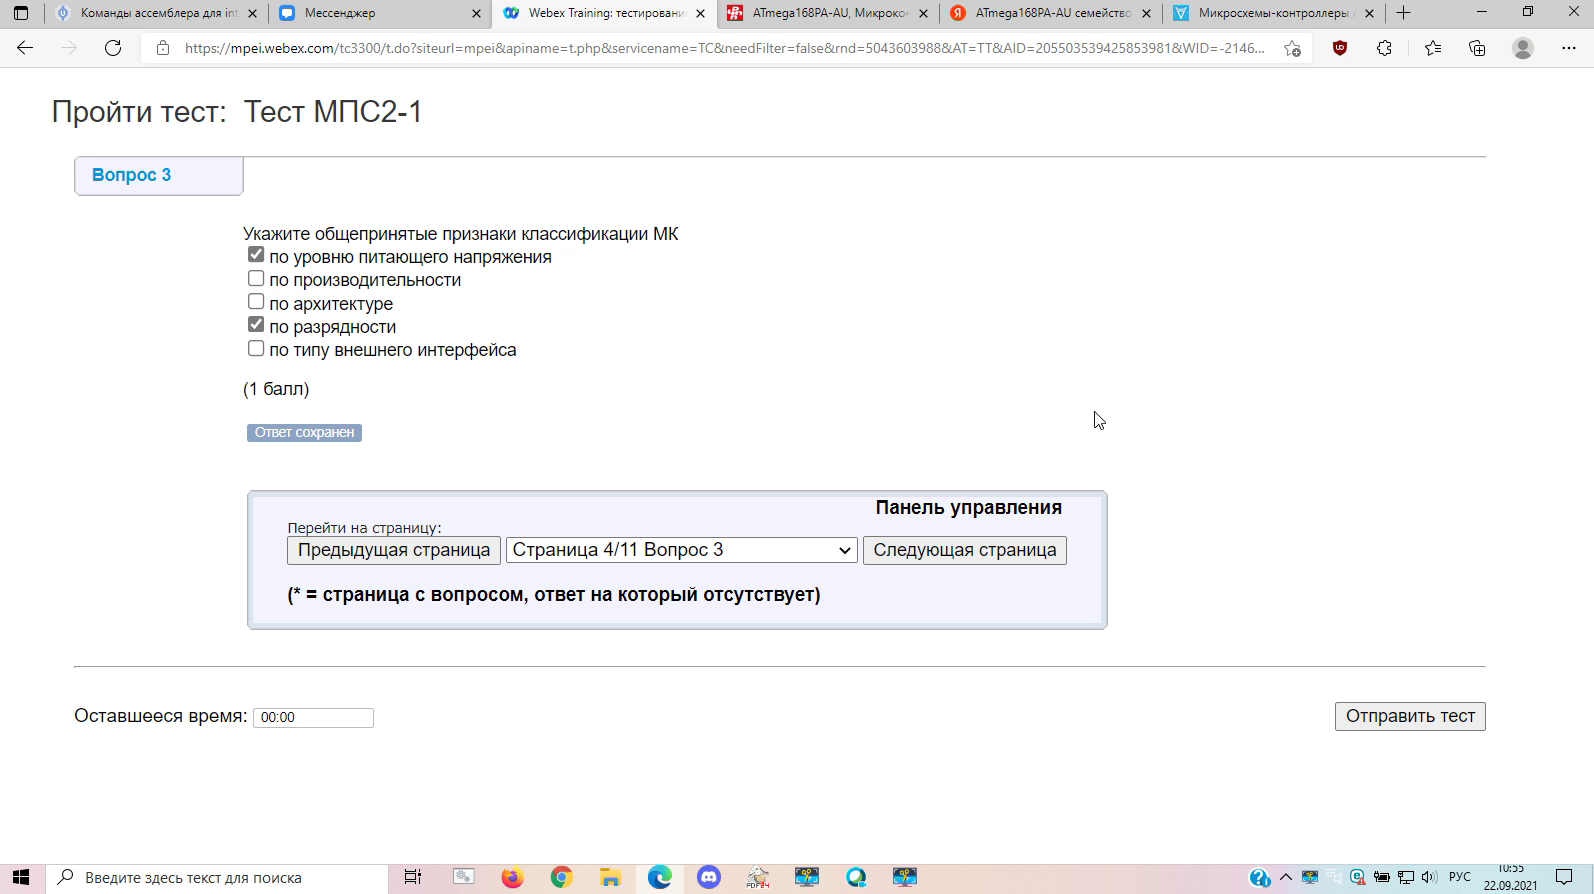 Команды ассемблера для int
Мессенджер
Webex Training: тестировани
ATmega168PA-AU, Микрокон
ATmega168PA-AU семейство
Микросхемы-контроллеры
https://mpei.webex.com/tc3300/t.do?siteurl=mpei&apiname=t.php&servicename=TC&needFilter=false&rnd=5043603988&AT=TT&AID=205503539425853981&WID=-2146...
Пройти тест: Тест МПС2-1
Вопрос 3
Укажите общепринятые признаки классификации МК
по уровню питающего напряжения
по производительности
по архитектуре
по разрядности
по типу внешнего интерфейса
(1 балл)
Ответ сохранен
Панель управления
Перейти на страницу:
Предыдущая страница Страница 4/11 Вопрос 3 Следующая страница
(* = страница с вопросом, ответ на который отсутствует)
Оставшееся время: 00:00
Отправить тест
Введите здесь текст для поиска
PDF24
РУС
10:55
22.09.2021